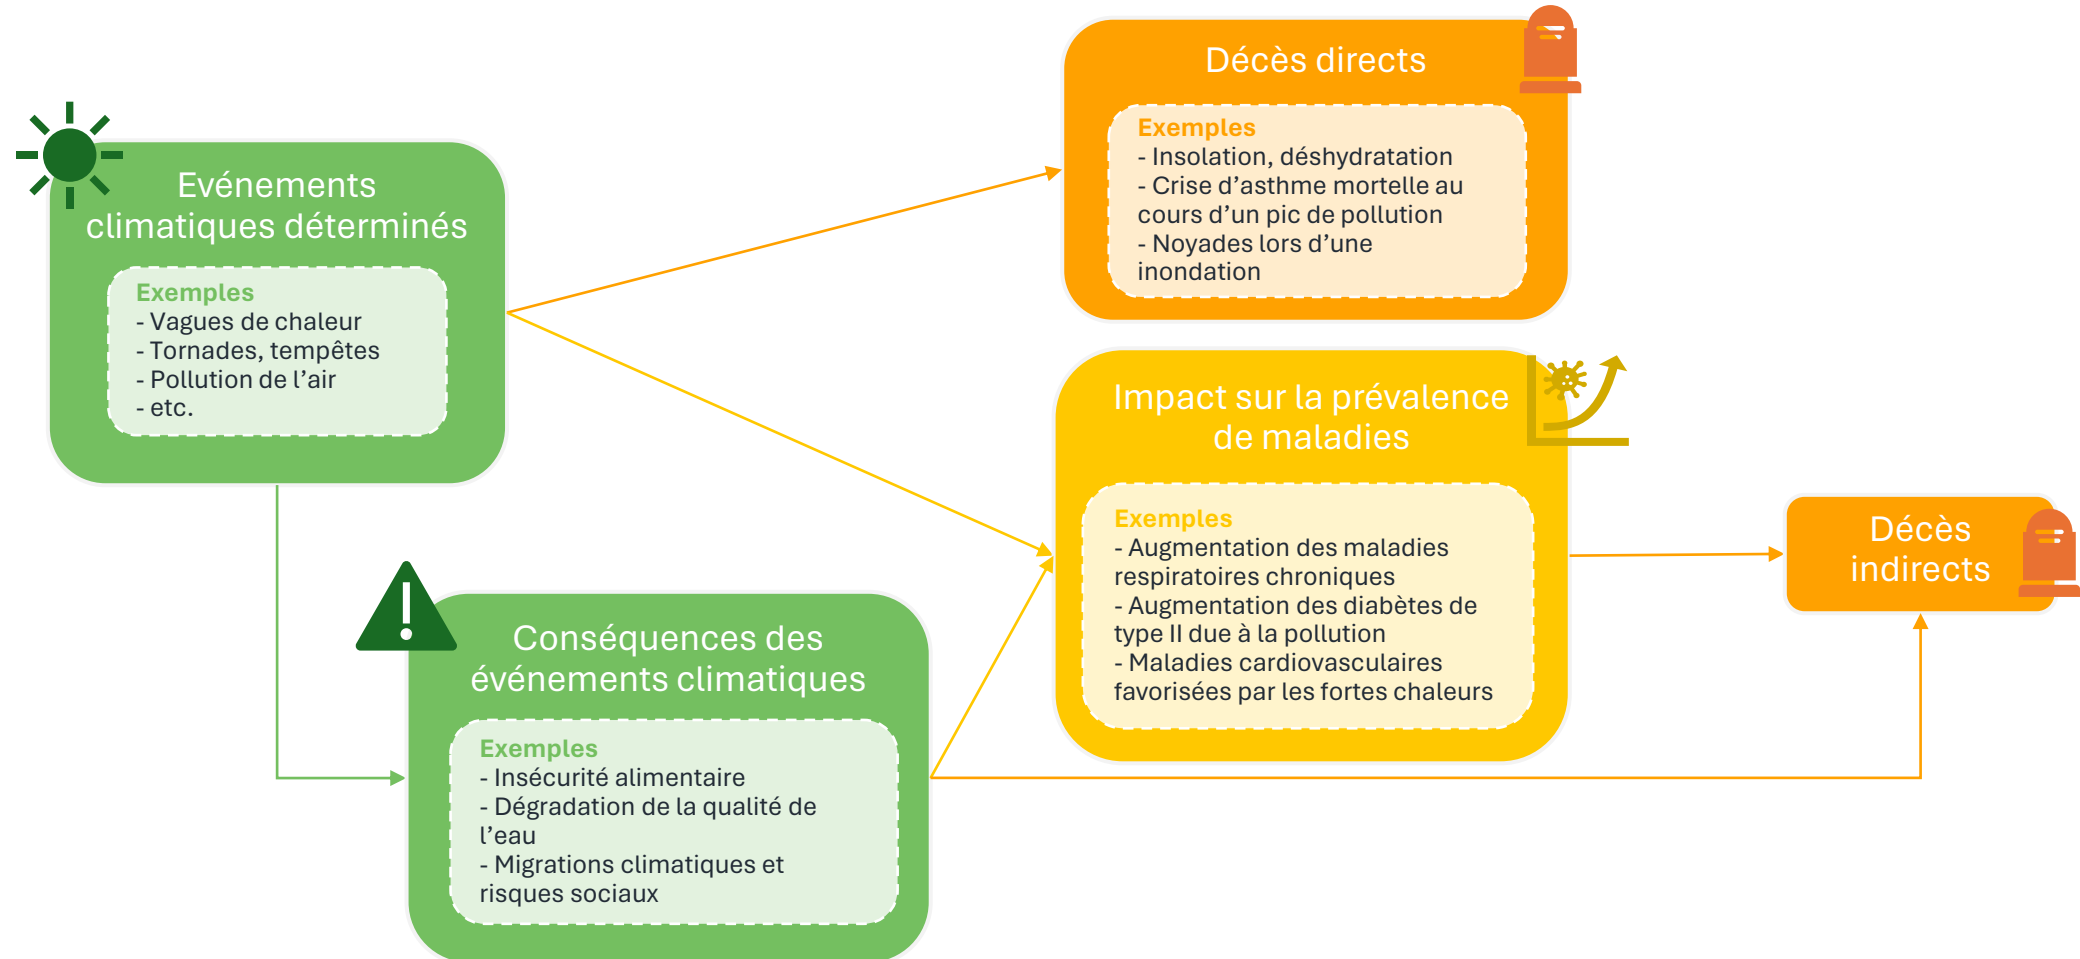 Evénements
climatiques déterminés
Exemples
- Vagues de chaleur
- Tornades, tempêtes
- Pollution de l’air
- etc.
Décès directs
Exemples
- Insolation, déshydratation
- Crise d’asthme mortelle au
cours d’un pic de pollution
- Noyades lors d’une
inondation
Impact sur la prévalence
de maladies
Exemples
- Augmentation des maladies
respiratoires chroniques
- Augmentation des diabètes de
type II due à la pollution
- Maladies cardiovasculaires
favorisées par les fortes chaleurs
Décès
indirects
Conséquences des
événements climatiques
Exemples
- Insécurité alimentaire
- Dégradation de la qualité de
l’eau
- Migrations climatiques et
risques sociaux